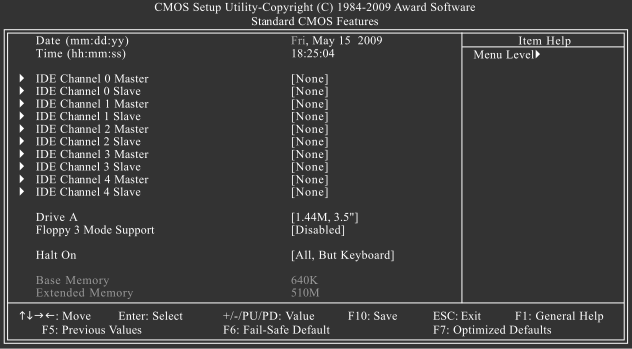 CMOS Setup Utility-Copyright (C) 1984-2009 Award Software
Standard CMOS Features
Date (mm:dd:yy) Fri, May 15 2009
Time (hh:mm:ss) 18:25:04
IDE Channel 0 Master [None]
IDE Channel 0 Slave [None]
IDE Channel 1 Master [None]
IDE Channel 1 Slave [None]
IDE Channel 2 Master [None]
IDE Channel 2 Slave [None]
IDE Channel 3 Master [None]
IDE Channel 3 Slave [None]
IDE Channel 4 Master [None]
IDE Channel 4 Slave [None]
Drive A [1.44M, 3.5"]
Floppy 3 Mode Support [Disabled]
Halt On [All, But Keyboard]
Base Memory 640K
Extended Memory 510M
Item Help
Menu Level▶
↑↓→←: Move Enter: Select +/-/PU/PD: Value F10: Save ESC: Exit F1: General Help
F5: Previous Values F6: Fail-Safe Default F7: Optimized Defaults